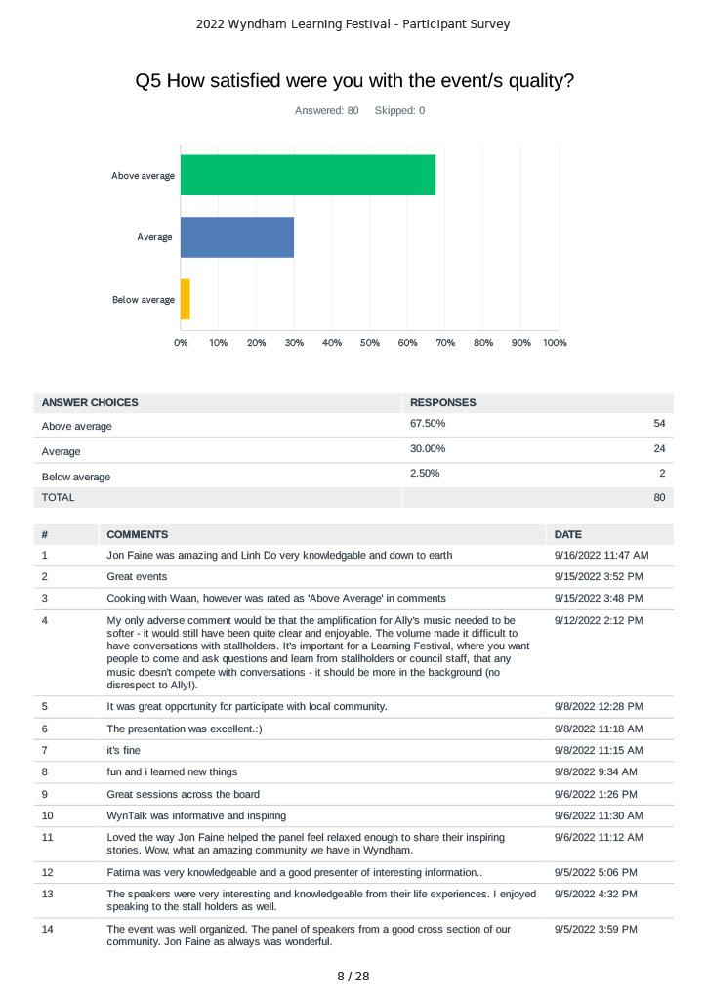 2022 Wyndham Learning Festival - Participant Survey
Q5 How satisfied were you with the event/s quality?
Answered: 80 Skipped: 0
Above average
Average
Below average
0% 10% 20% 30% 40% 50% 60% 70% 80% 90% 100%
ANSWER CHOICES RESPONSES
Above average 67.50% 54
Average 30.00% 24
Below average 2.50% 2
TOTAL 80
# COMMENTS DATE
1 Jon Faine was amazing and Linh Do very knowledgable and down to earth 9/16/2022 11:47 AM
2 Great events 9/15/2022 3:52 PM
3 Cooking with Waan, however was rated as 'Above Average' in comments 9/15/2022 3:48 PM
4 My only adverse comment would be that the amplification for Ally's music needed to be 9/12/2022 2:12 PM
softer - it would still have been quite clear and enjoyable. The volume made it difficult to
have conversations with stallholders. It's important for a Learning Festival, where you want
people to come and ask questions and learn from stallholders or council staff, that any
music doesn't compete with conversations - it should be more in the background (no
disrespect to Ally!).
5 It was great opportunity for participate with local community. 9/8/2022 12:28 PM
6 The presentation was excellent.:) 9/8/2022 11:18 AM
7 it's fine 9/8/2022 11:15 AM
8 fun and i learned new things 9/8/2022 9:34 AM
9 Great sessions across the board 9/6/2022 1:26 PM
10 WynTalk was informative and inspiring 9/6/2022 11:30 AM
11 Loved the way Jon Faine helped the panel feel relaxed enough to share their inspiring 9/6/2022 11:12 AM
stories. Wow, what an amazing community we have in Wyndham.
12 Fatima was very knowledgeable and a good presenter of interesting information.. 9/5/2022 5:06 PM
13 The speakers were very interesting and knowledgeable from their life experiences. I enjoyed 9/5/2022 4:32 PM
speaking to the stall holders as well.
14 The event was well organized. The panel of speakers from a good cross section of our 9/5/2022 3:59 PM
community. Jon Faine as always was wonderful.
8 / 28